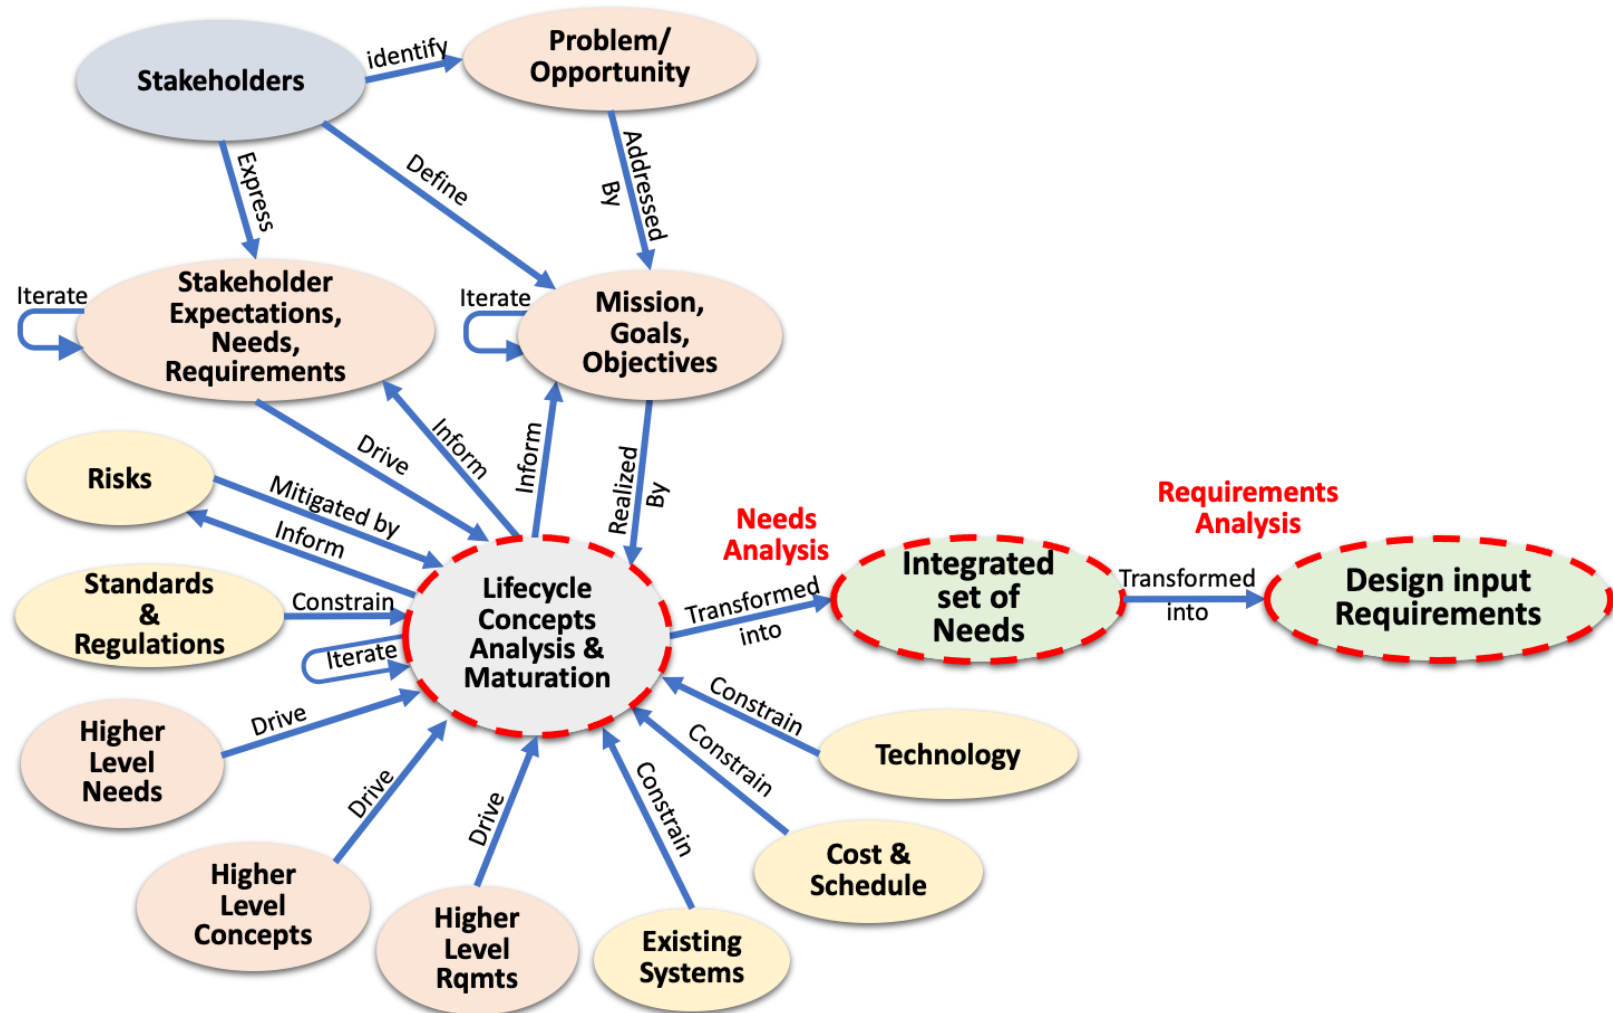 Stakeholders
identify
Problem/
Opportunity
Express
Define
Addressed
By
Iterate
Stakeholder
Expectations,
Needs,
Requirements
Iterate
Mission,
Goals,
Objectives
Drive
Inform
Inform
Realized
By
Risks
Mitigated by
Inform
Needs
Analysis
Requirements
Analysis
Standards
&
Regulations
Constrain
Iterate
Lifecycle
Concepts
Analysis &
Maturation
Transformed
into
Integrated
set of
Needs
Transformed
into
Design input
Requirements
Higher
Level
Needs
Drive
Constrain
Technology
Higher
Level
Concepts
Drive
Drive
Higher
Level
Rqmts
Constrain
Existing
Systems
Constrain
Cost &
Schedule